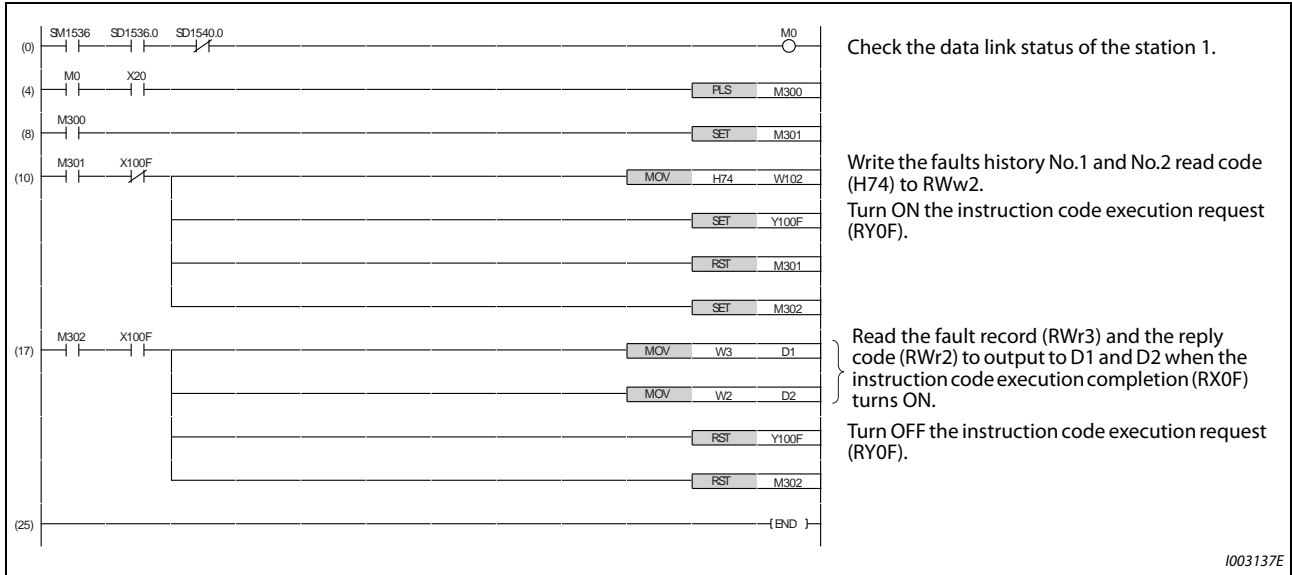 SM1536 SD1536.0 SD1540.0 M0
(0) Check the data link status of the station 1.
M0 X20
(4) PLS M300
M300
(8) SET M301
M301 X100F
(10) MOV H74 W102
Write the faults history No.1 and No.2 read code
(H74) to RWw2.
SET Y100F
Turn ON the instruction code execution request
(RY0F).
RST M301
SET M302
M302 X100F
(17) MOV W3 D1
MOV W2 D2
Read the fault record (RWr3) and the reply
code (RWr2) to output to D1 and D2 when the
instruction code execution completion (RX0F)
turns ON.
RST Y100F
Turn OFF the instruction code execution request
(RY0F).
RST M302
(25) END
I003137E